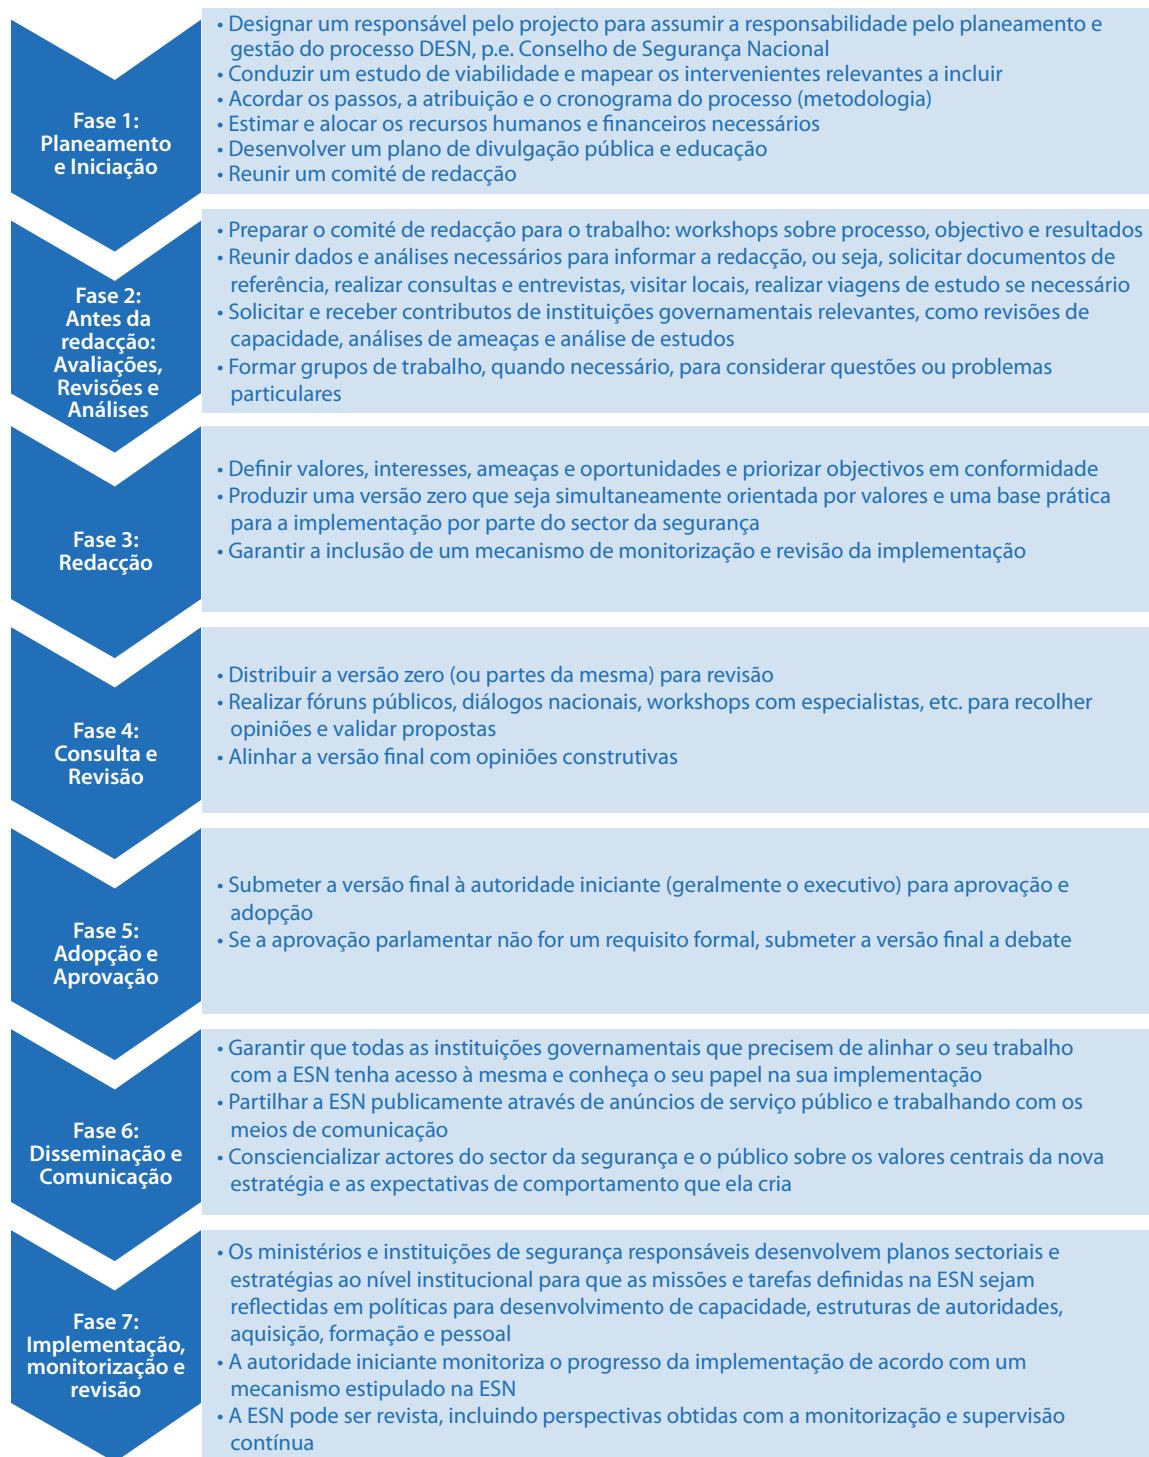 Fase 1:
Planeamento
e Iniciação
• Designar um responsável pelo projecto para assumir a responsabilidade pelo planeamento e
gestão do processo DESN, p.e. Conselho de Segurança Nacional
• Conduzir um estudo de viabilidade e mapear os intervenientes relevantes a incluir
• Acordar os passos, a atribuição e o cronograma do processo (metodologia)
• Estimar e alocar os recursos humanos e financeiros necessários
• Desenvolver um plano de divulgação pública e educação
• Reunir um comité de redacção
Fase 2:
Antes da
redacção:
Avaliações,
Revisões e
Análises
• Preparar o comité de redacção para o trabalho: workshops sobre processo, objectivo e resultados
• Reunir dados e análises necessários para informar a redacção, ou seja, solicitar documentos de
referência, realizar consultas e entrevistas, visitar locais, realizar viagens de estudo se necessário
• Solicitar e receber contributos de instituições governamentais relevantes, como revisões de
capacidade, análises de ameaças e análise de estudos
• Formar grupos de trabalho, quando necessário, para considerar questões ou problemas
particulares
Fase 3:
Redacção
• Definir valores, interesses, ameaças e oportunidades e priorizar objectivos em conformidade
• Produzir uma versão zero que seja simultaneamente orientada por valores e uma base prática
para a implementação por parte do sector da segurança
• Garantir a inclusão de um mecanismo de monitorização e revisão da implementação
Fase 4:
Consulta e
Revisão
• Distribuir a versão zero (ou partes da mesma) para revisão
• Realizar fóruns públicos, diálogos nacionais, workshops com especialistas, etc. para recolher
opiniões e validar propostas
• Alinhar a versão final com opiniões construtivas
Fase 5:
Adopção e
Aprovação
• Submeter a versão final à autoridade iniciante (geralmente o executivo) para aprovação e
adopção
• Se a aprovação parlamentar não for um requisito formal, submeter a versão final a debate
Fase 6:
Disseminação e
Comunicação
• Garantir que todas as instituições governamentais que precisem de alinhar o seu trabalho
com a ESN tenha acesso à mesma e conheça o seu papel na sua implementação
• Partilhar a ESN publicamente através de anúncios de serviço público e trabalhando com os
meios de comunicação
• Consciencializar actores do sector da segurança e o público sobre os valores centrais da nova
estratégia e as expectativas de comportamento que ela cria
Fase 7:
Implementação,
monitorização e
revisão
• Os ministérios e instituições de segurança responsáveis desenvolvem planos sectoriais e
estratégias ao nível institucional para que as missões e tarefas definidas na ESN sejam
reflectidas em políticas para desenvolvimento de capacidade, estruturas de autoridades,
aquisição, formação e pessoal
• A autoridade iniciante monitoriza o progresso da implementação de acordo com um
mecanismo estipulado na ESN
• A ESN pode ser revista, incluindo perspectivas obtidas com a monitorização e supervisão
contínua